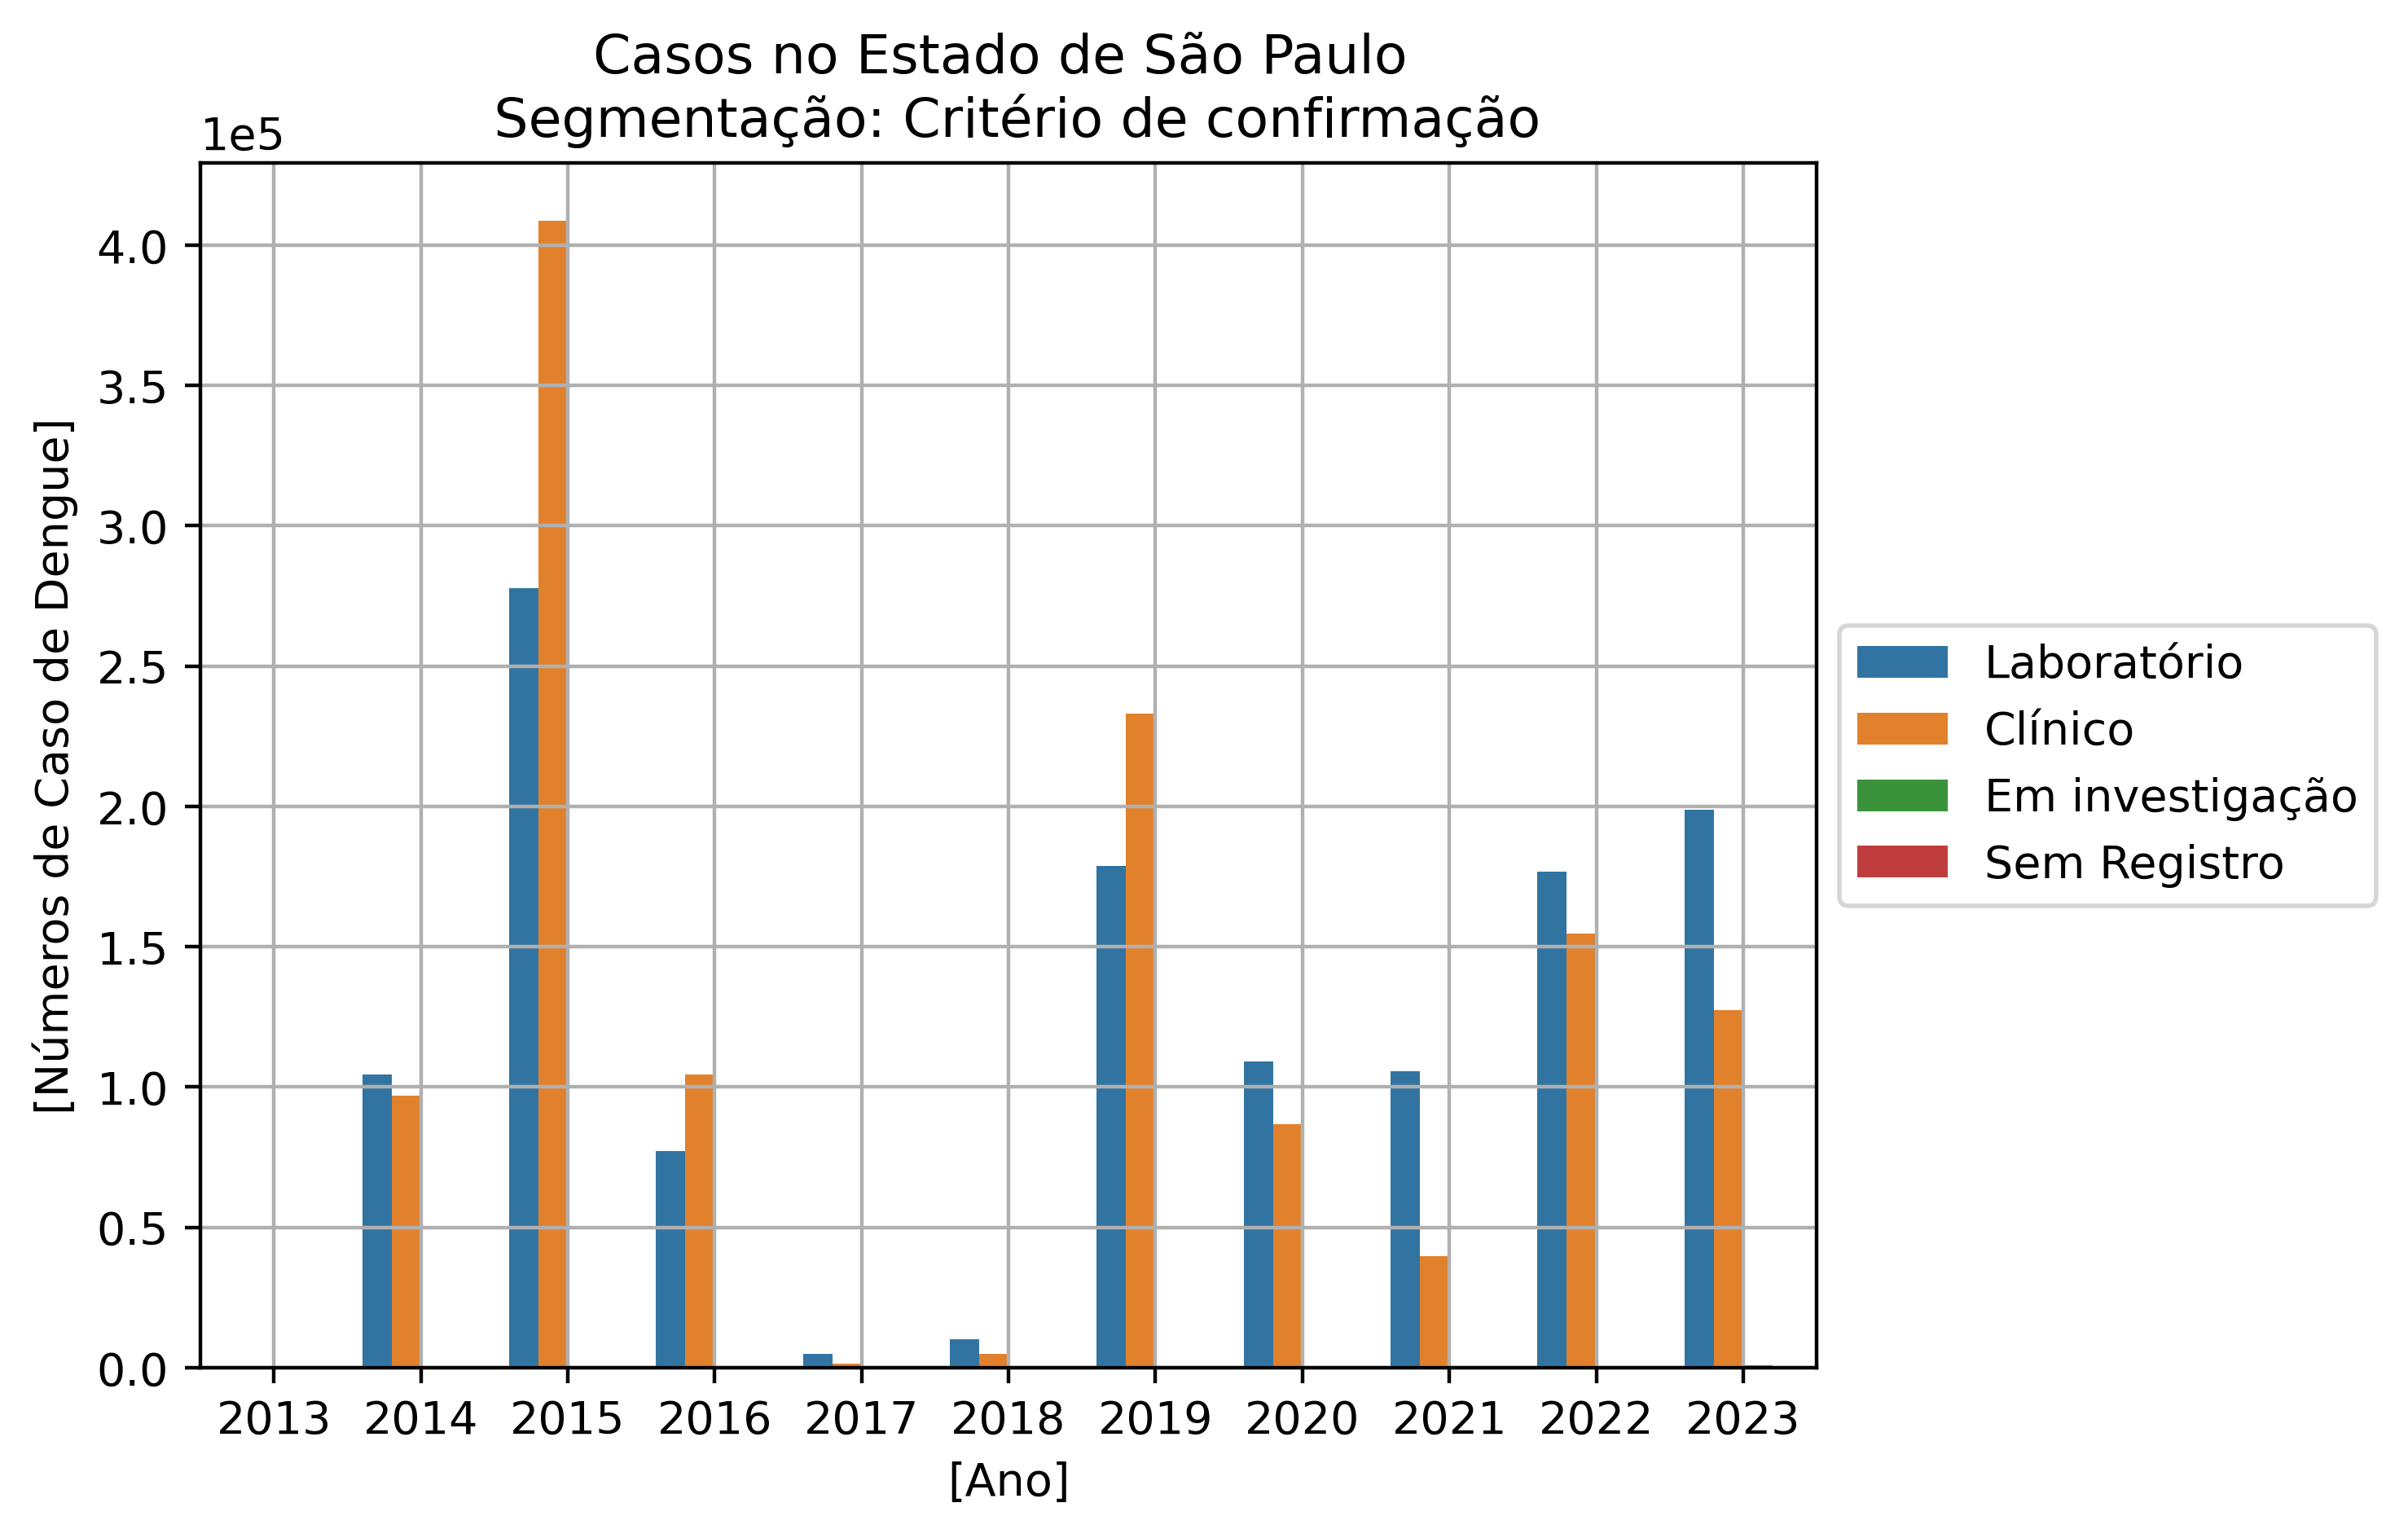 Casos no Estado de São Paulo
Segmentação: Critério de confirmação
1e5
4.0
3.5
3.0
2.5
2.0
1.5
1.0
0.5
0.0
[Números de Caso de Dengue]
2013 2014 2015 2016 2017 2018 2019 2020 2021 2022 2023
[Ano]
Laboratório
Clínico
Em investigação
Sem Registro